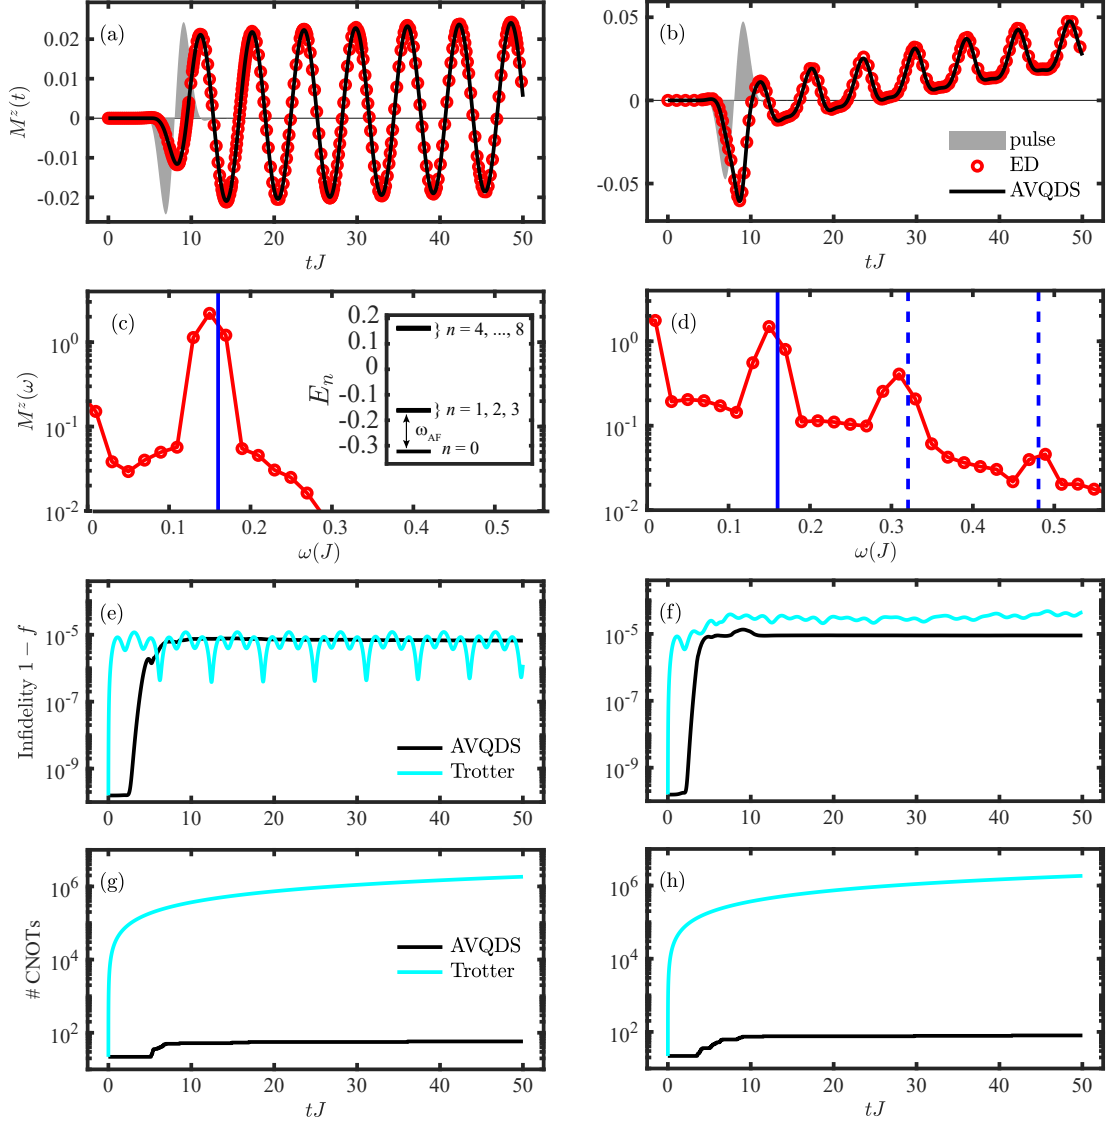 (a)
0.02
0.01
0
-0.01
-0.02
M^z(t)
0 10 20 30 40 50
tJ
(b)
0.05
0
-0.05
pulse
ED
AVQDS
0 10 20 30 40 50
tJ
(c)
10^0
10^-1
10^-2
M^z(ω)
0 0.1 0.2 0.3 0.4 0.5
ω(J)
0.2
0.1
0
-0.1
-0.2
-0.3
E_n
} n = 4, ..., 8
} n = 1, 2, 3
ω_AF
n = 0
(d)
10^0
10^-1
10^-2
0 0.1 0.2 0.3 0.4 0.5
ω(J)
(e)
10^-5
10^-7
10^-9
Infidelity 1 − f
AVQDS
Trotter
0 10 20 30 40 50
(f)
10^-5
10^-7
10^-9
0 10 20 30 40 50
(g)
10^6
10^4
10^2
# CNOTs
AVQDS
Trotter
0 10 20 30 40 50
tJ
(h)
10^6
10^4
10^2
0 10 20 30 40 50
tJ